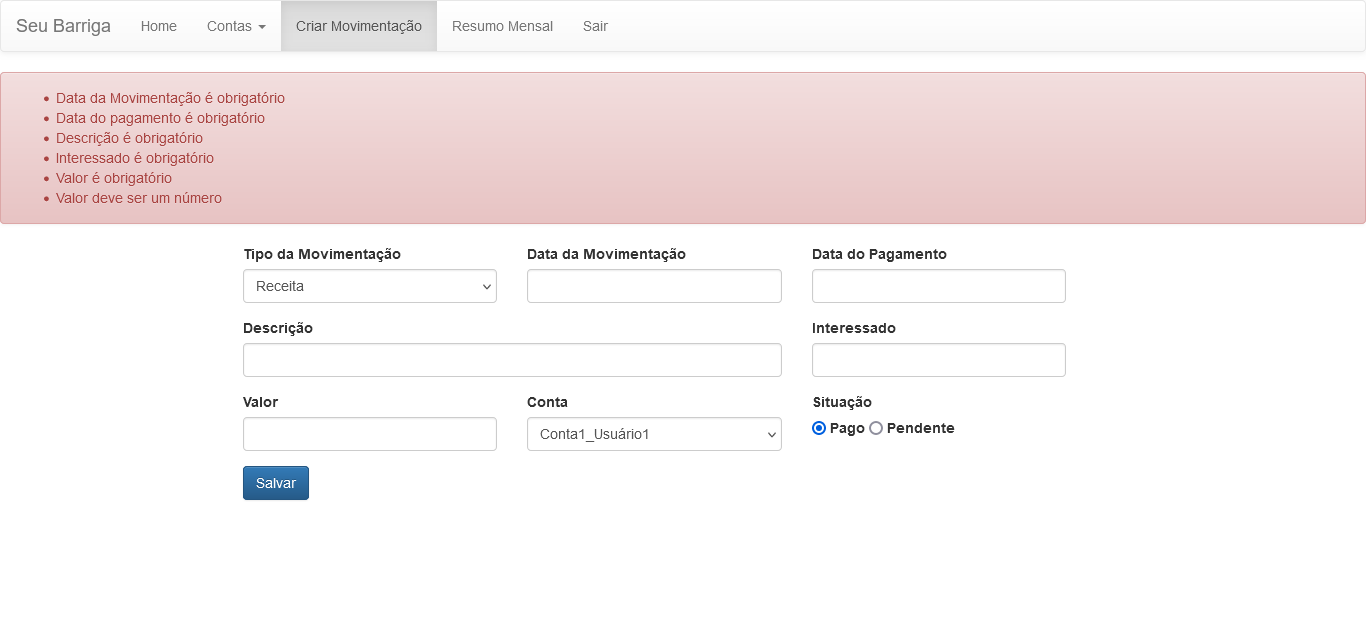 Seu Barriga Home Contas Criar Movimentação Resumo Mensal Sair
Data da Movimentação é obrigatório
Data do pagamento é obrigatório
Descrição é obrigatório
Interessado é obrigatório
Valor é obrigatório
Valor deve ser um número
Tipo da Movimentação Data da Movimentação Data do Pagamento
Receita
Descrição Interessado
Valor Conta Situação
Conta1_Usuário1 Pago Pendente
Salvar